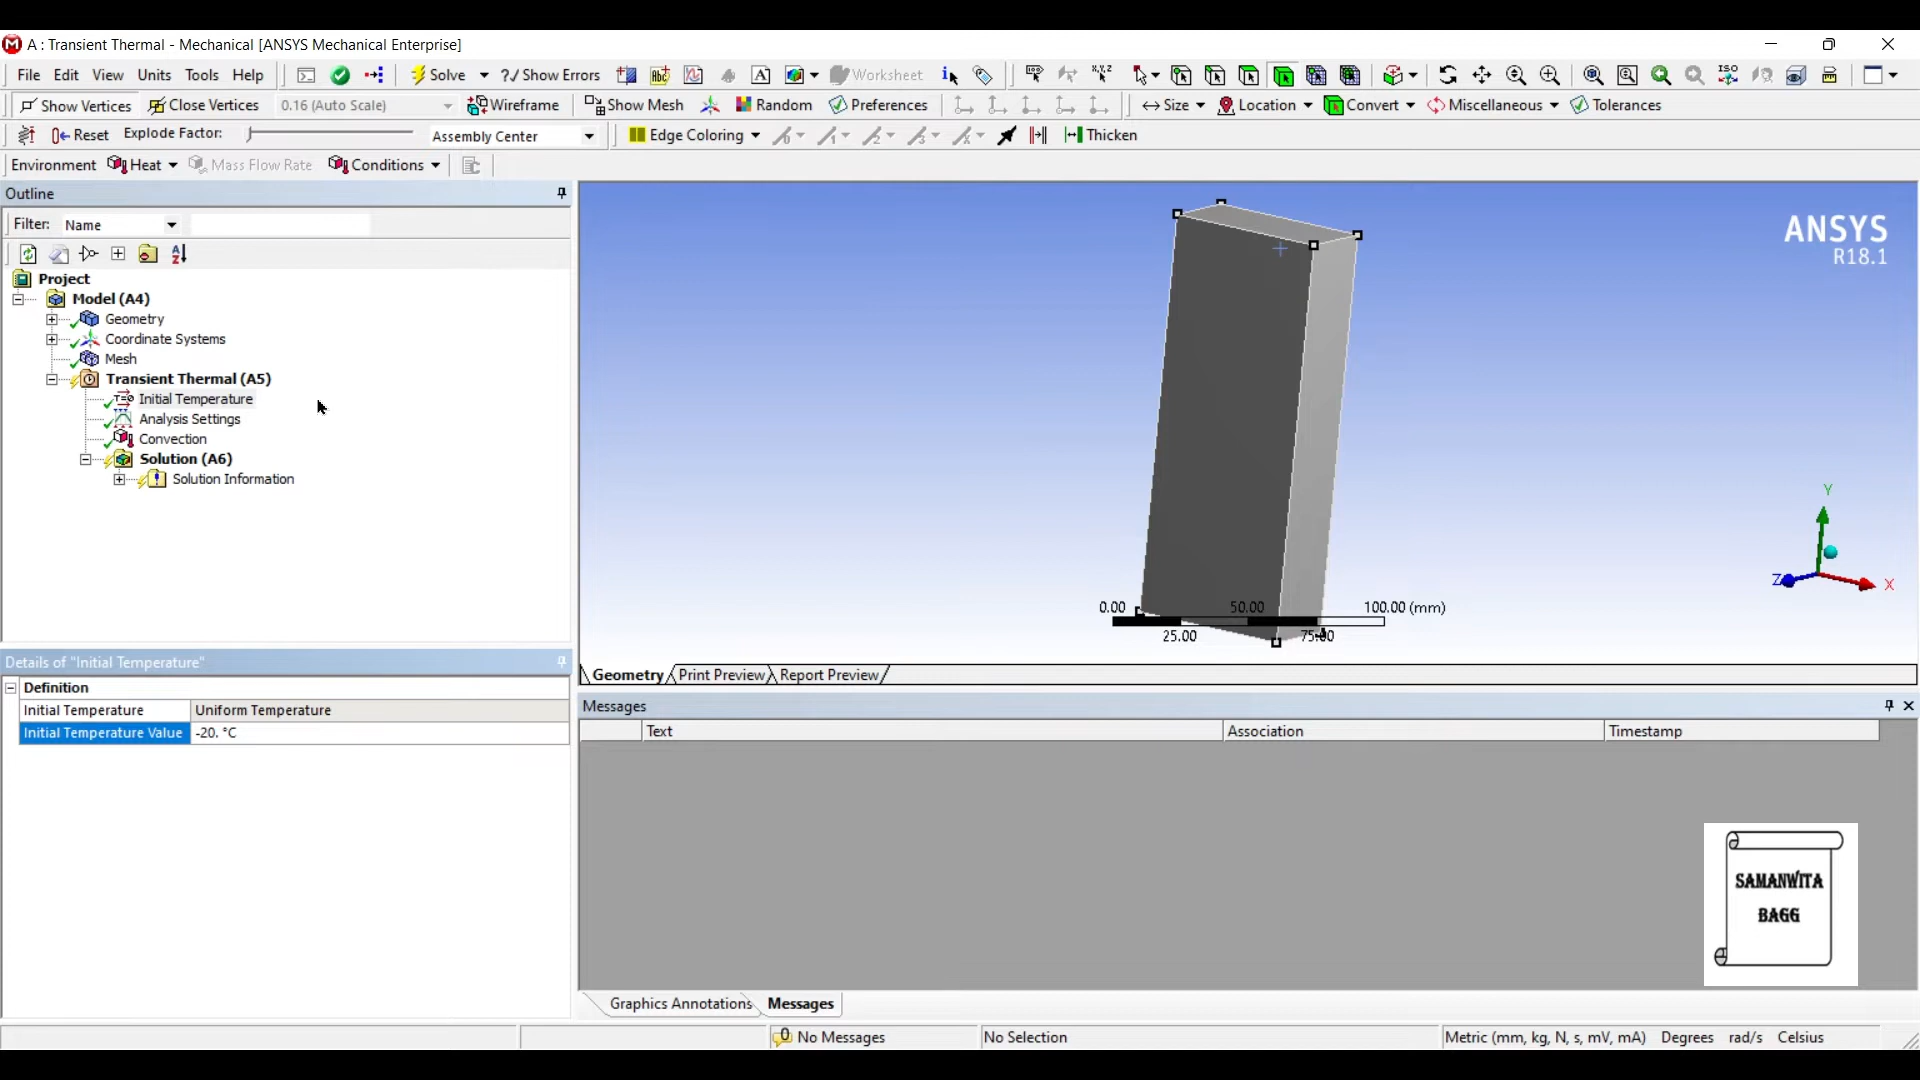 A : Transient Thermal - Mechanical [ANSYS Mechanical Enterprise]
File Edit View Units Tools Help Solve ?/ Show Errors Worksheet
Show Vertices Close Vertices 0.16 (Auto Scale) Wireframe Show Mesh Random Preferences Size Location Convert Miscellaneous Tolerances
Reset Explode Factor: Assembly Center Edge Coloring Thicken
Environment Heat Mass Flow Rate Conditions
Outline
Filter: Name
Project
Model (A4)
Geometry
Coordinate Systems
Mesh
Transient Thermal (A5)
Initial Temperature
Analysis Settings
Convection
Solution (A6)
Solution Information
ANSYS
R18.1
Y
Z
X
0.00 50.00 100.00 (mm)
25.00 75.00
Details of "Initial Temperature"
Definition
Initial Temperature Uniform Temperature
Initial Temperature Value -20. °C
Geometry Print Preview Report Preview
Messages
Text Association Timestamp
SAMANWITA
BAGG
Graphics Annotations Messages
0 No Messages No Selection Metric (mm, kg, N, s, mV, mA) Degrees rad/s Celsius